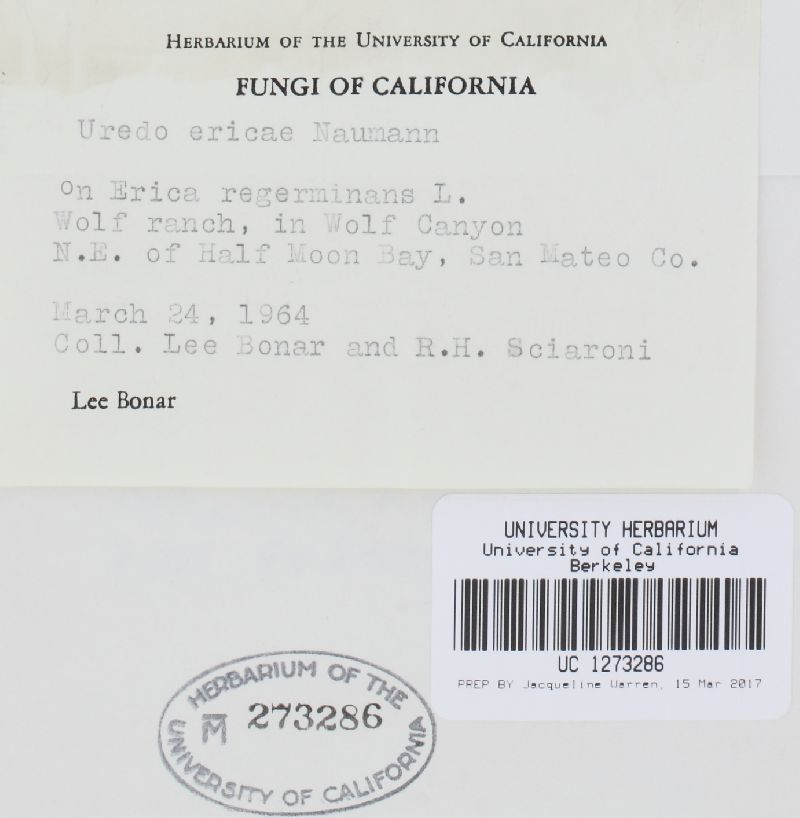 HERBARIUM OF THE UNIVERSITY OF CALIFORNIA
FUNGI OF CALIFORNIA
Uredo ericae Naumann
On Erica regerminans L.
Wolf ranch, in Wolf Canyon
N.E. of Half Moon Bay, San Mateo Co.
March 24, 1964
Coll. Lee Bonar and R.H. Sciaroni
Lee Bonar
UNIVERSITY HERBARIUM
University of California
Berkeley
UC 1273286
PREP BY Jacqueline Warren, 15 Mar 2017
HERBARIUM OF THE
M 273286
UNIVERSITY OF CALIFORNIA